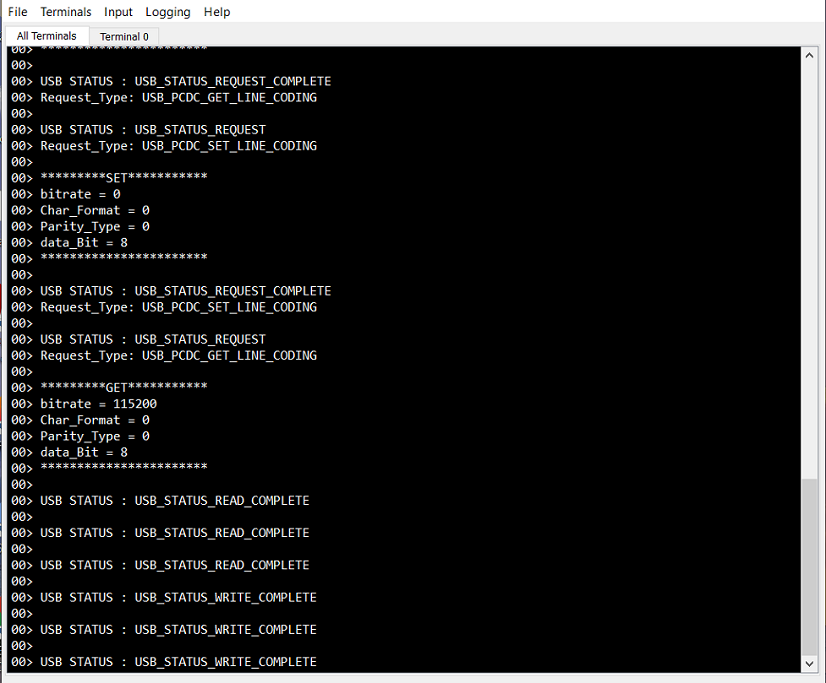 File Terminals Input Logging Help
All Terminals Terminal 0
00> ***********************
00>
00> USB STATUS : USB_STATUS_REQUEST_COMPLETE
00> Request_Type: USB_PCDC_GET_LINE_CODING
00>
00> USB STATUS : USB_STATUS_REQUEST
00> Request_Type: USB_PCDC_SET_LINE_CODING
00>
00> *********SET***********
00> bitrate = 0
00> Char_Format = 0
00> Parity_Type = 0
00> data_Bit = 8
00> ***********************
00>
00> USB STATUS : USB_STATUS_REQUEST_COMPLETE
00> Request_Type: USB_PCDC_SET_LINE_CODING
00>
00> USB STATUS : USB_STATUS_REQUEST
00> Request_Type: USB_PCDC_GET_LINE_CODING
00>
00> *********GET***********
00> bitrate = 115200
00> Char_Format = 0
00> Parity_Type = 0
00> data_Bit = 8
00> ***********************
00>
00> USB STATUS : USB_STATUS_READ_COMPLETE
00>
00> USB STATUS : USB_STATUS_READ_COMPLETE
00>
00> USB STATUS : USB_STATUS_READ_COMPLETE
00>
00> USB STATUS : USB_STATUS_WRITE_COMPLETE
00>
00> USB STATUS : USB_STATUS_WRITE_COMPLETE
00>
00> USB STATUS : USB_STATUS_WRITE_COMPLETE